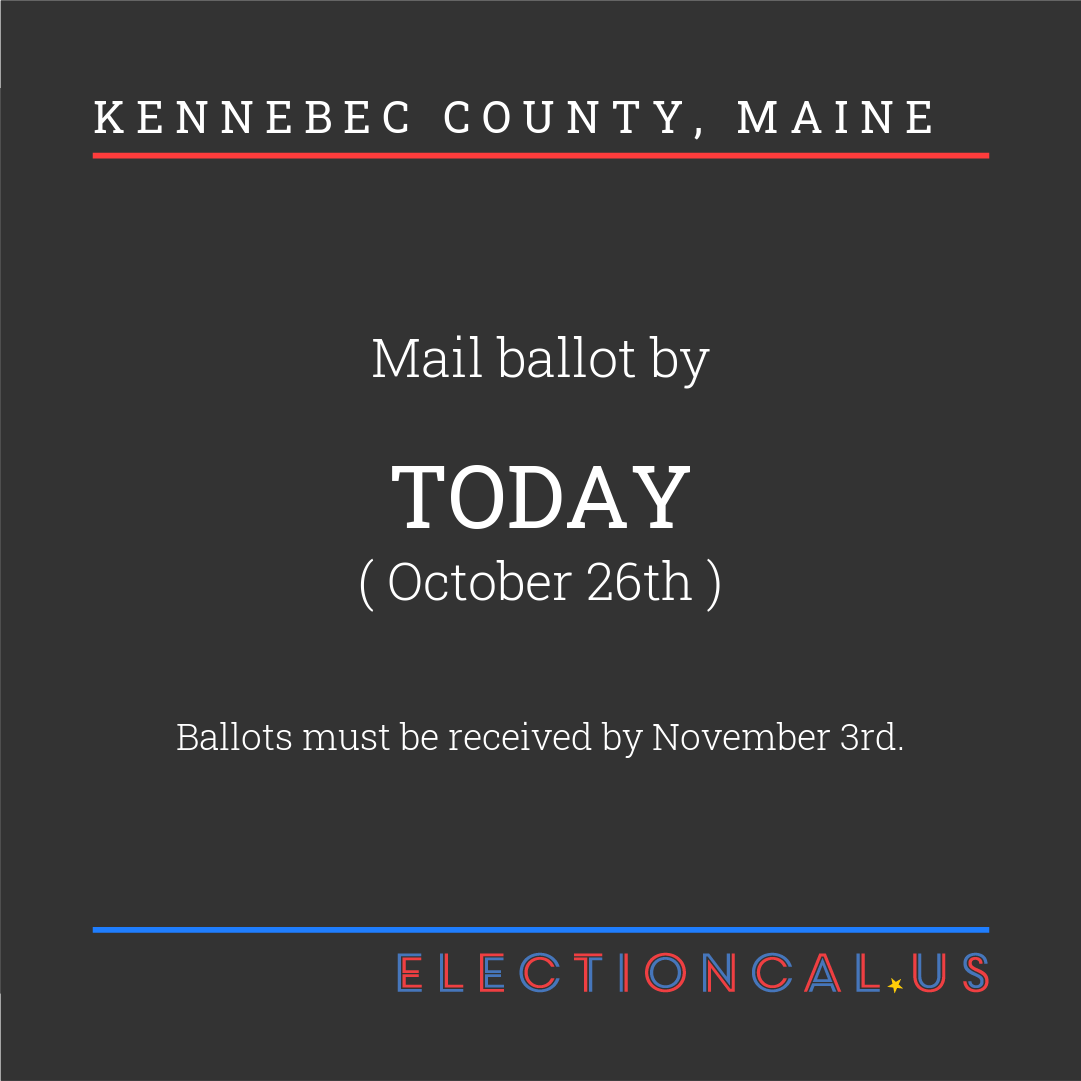 KENNEBEC COUNTY, MAINE
Mail ballot by
TODAY
( October 26th )
Ballots must be received by November 3rd.
ELECTIONCAL.US